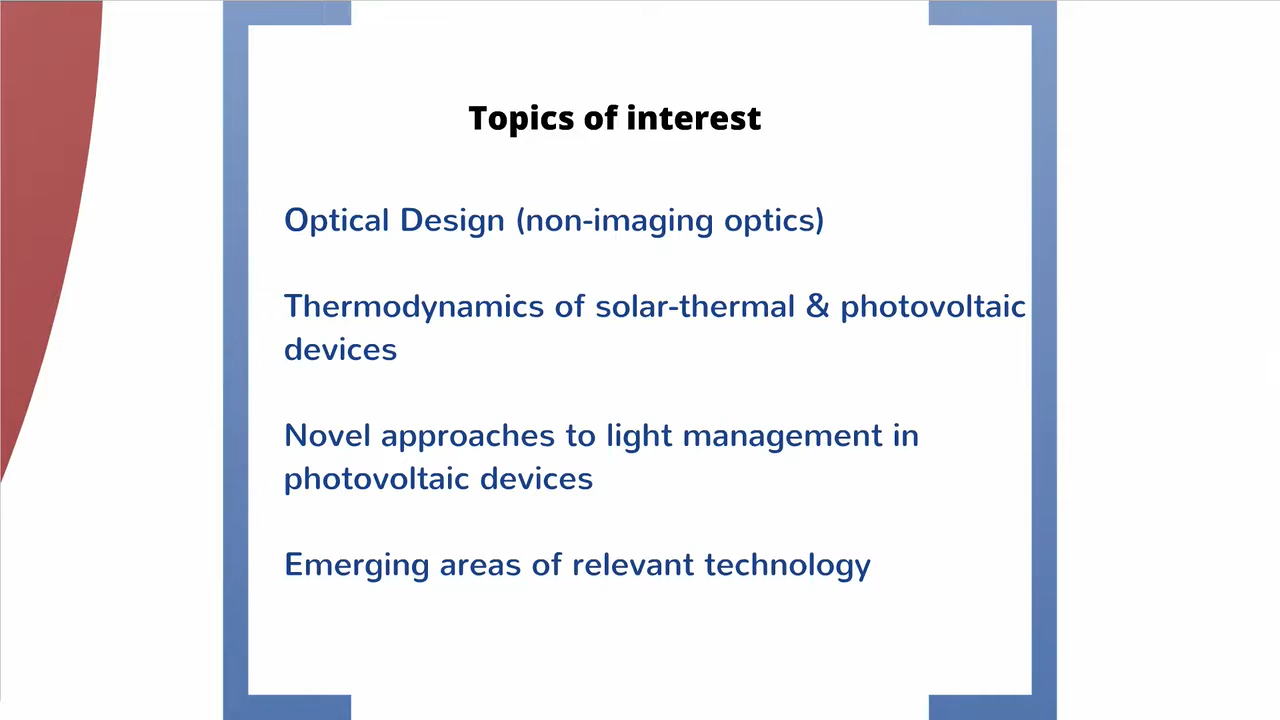 Topics of interest
Optical Design (non-imaging optics)
Thermodynamics of solar-thermal & photovoltaic
devices
Novel approaches to light management in
photovoltaic devices
Emerging areas of relevant technology